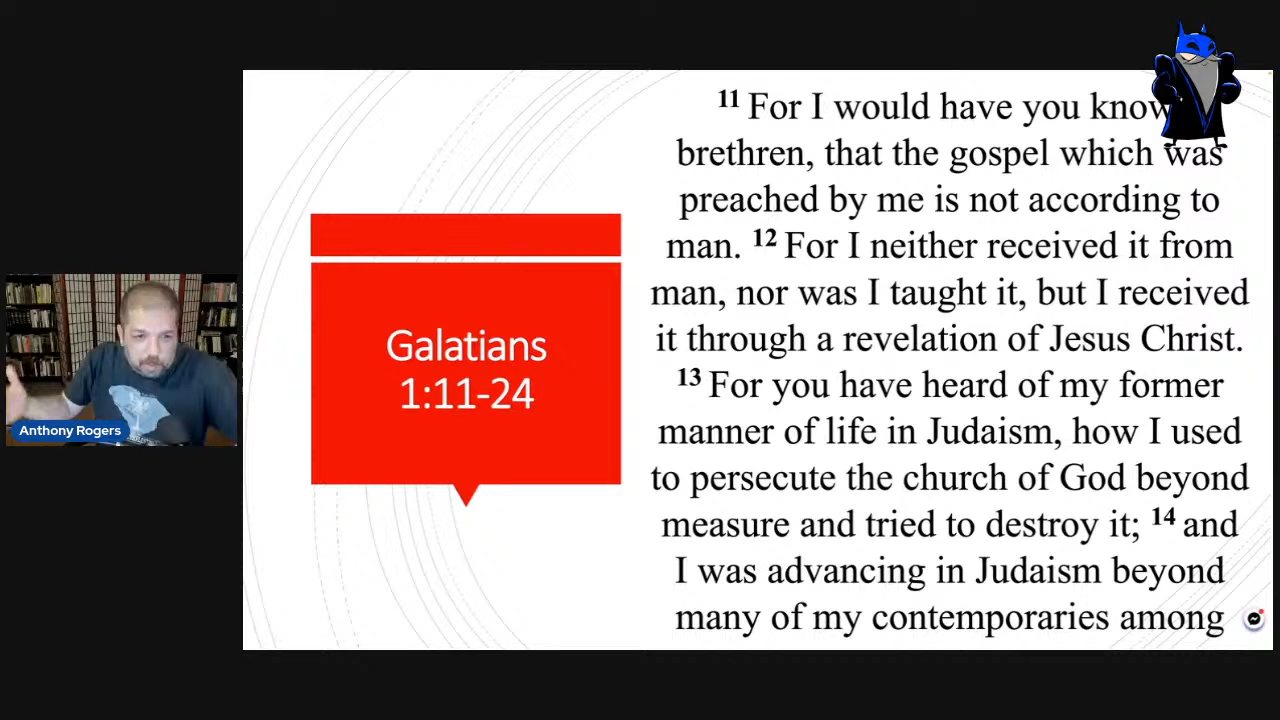 11 For I would have you know
brethren, that the gospel which was
preached by me is not according to
man. 12 For I neither received it from
man, nor was I taught it, but I received
it through a revelation of Jesus Christ.
13 For you have heard of my former
manner of life in Judaism, how I used
to persecute the church of God beyond
measure and tried to destroy it; 14 and
I was advancing in Judaism beyond
many of my contemporaries among
Galatians
1:11-24
Anthony Rogers